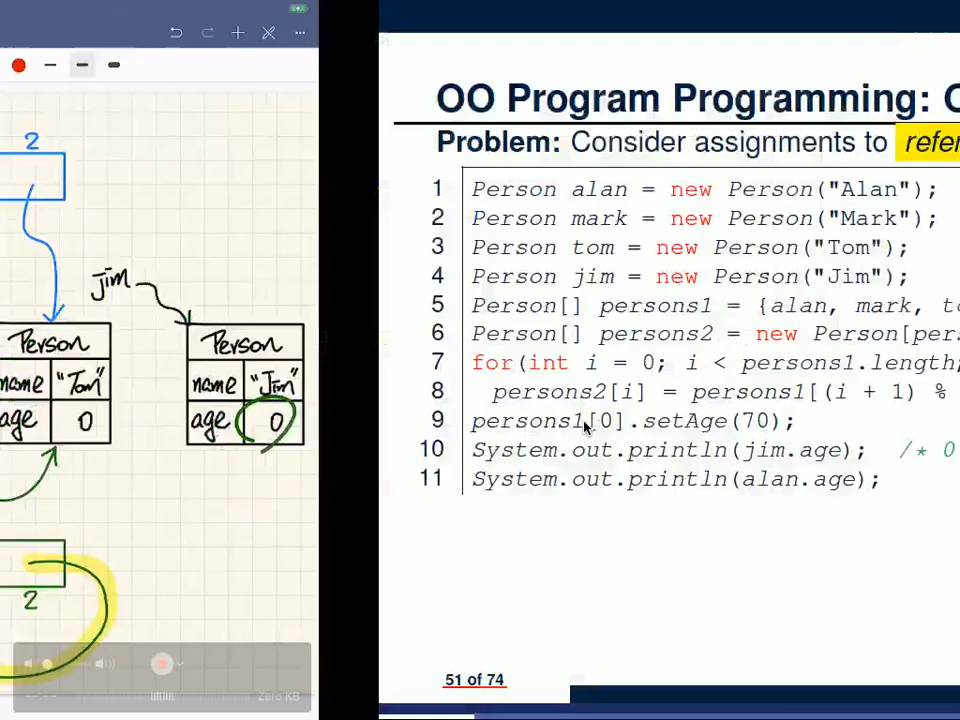 2
jim
Person
name "Tom"
age 0
Person
name "Jim"
age 0
2
Zero KB
OO Program Programming:
Problem: Consider assignments to
1 Person alan = new Person("Alan");
2 Person mark = new Person("Mark");
3 Person tom = new Person("Tom");
4 Person jim = new Person("Jim");
5 Person[] persons1 = {alan, mark,
6 Person[] persons2 = new
7 for(int i = 0; i < persons1.length;
8 persons2[i] = persons1[(i + 1) %
9 persons1[0].setAge(70);
10 System.out.println(jim.age); /* 0
11 System.out.println(alan.age);
51 of 74